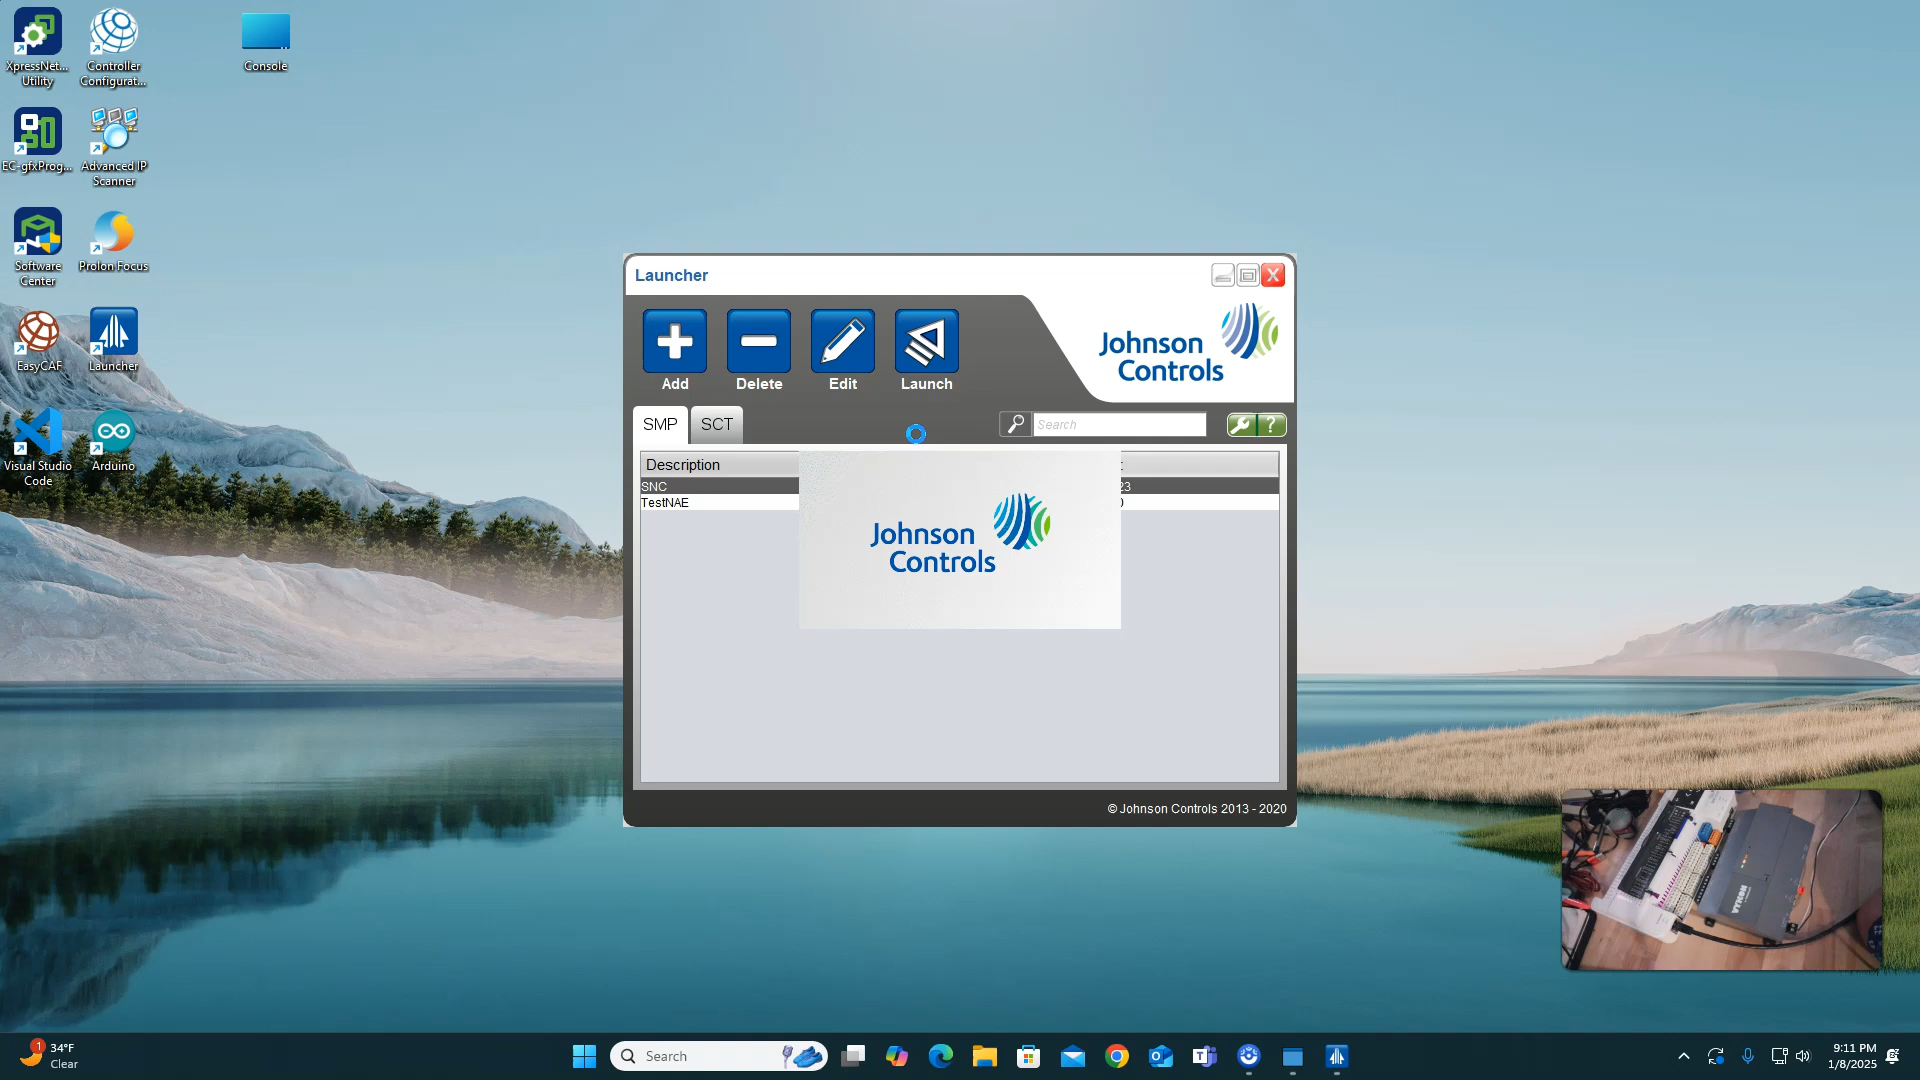 XpressNet...
Utility
Controller
Configurat...
Console
EC-gfxProg...
Advanced IP
Scanner
Software
Center
Prolon Focus
EasyCAF
Launcher
Visual Studio
Code
Arduino
Launcher
Add
Delete
Edit
Launch
Johnson
Controls
SMP
SCT
Search
?
Description
SNC
23
TestNAE
Johnson
Controls
© Johnson Controls 2013 - 2020
1
34°F
Clear
Search
9:11 PM
1/8/2025